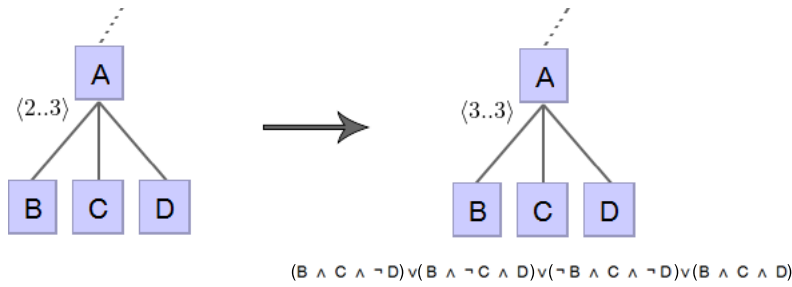 A
A
⟨2..3⟩
⟨3..3⟩
B C D
B C D
(B ∧ C ∧ ¬ D) ∨ (B ∧ ¬ C ∧ D) ∨ (¬ B ∧ C ∧ ¬ D) ∨ (B ∧ C ∧ D)